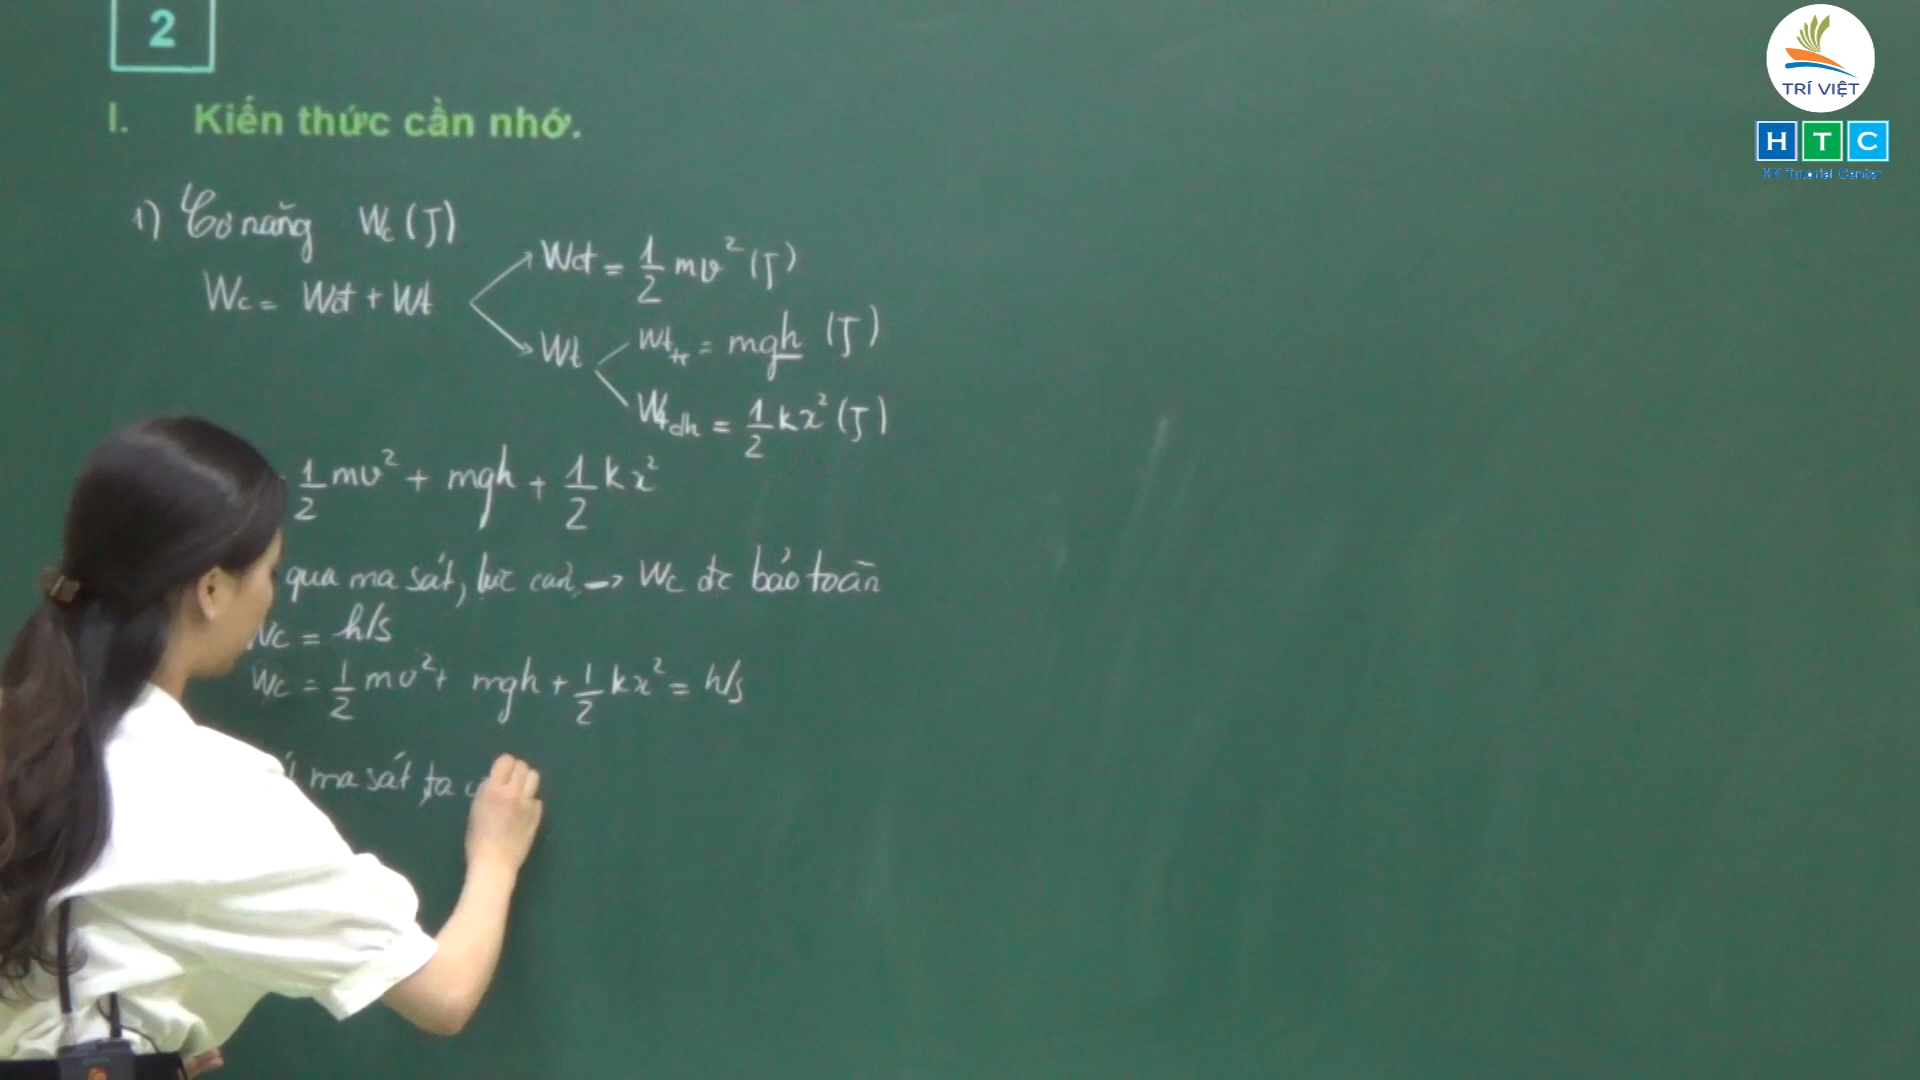 2
I. Kiến thức cần nhớ.
1) Cơ năng Wc (J)
Wc = Wđ + Wt
Wđ = 1/2 mv² (J)
Wt
Wt tr = mgh (J)
Wt đh = 1/2 kx² (J)
1/2 mv² + mgh + 1/2 kx²
qua ma sát, lực cản → Wc đc bảo toàn
Wc = h/s
Wc = 1/2 mv² + mgh + 1/2 kx² = h/s
ma sát ta
TRÍ VIỆT
H T C